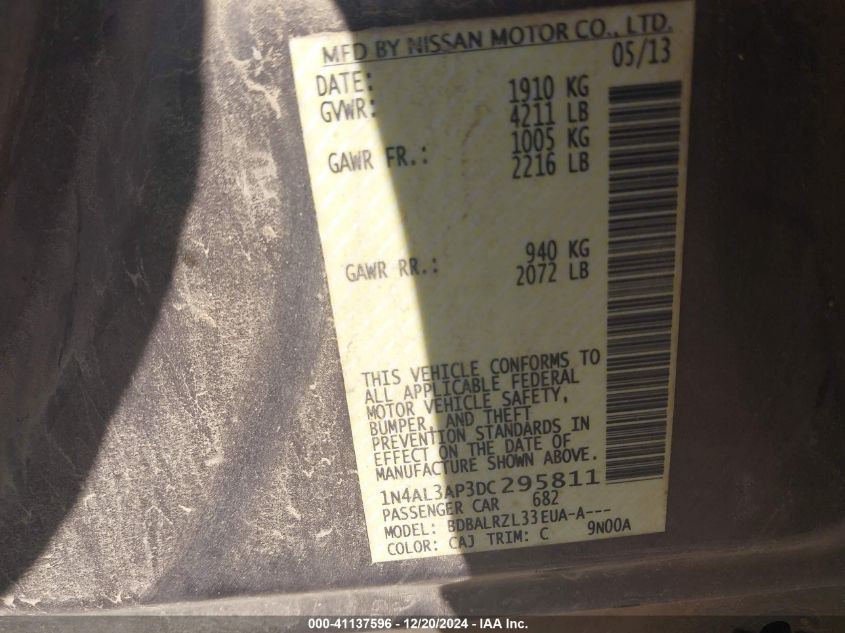 MFD BY NISSAN MOTOR CO., LTD.
DATE: 05/13
GVWR: 1910 KG
4211 LB
GAWR FR.: 1005 KG
2216 LB
GAWR RR.: 940 KG
2072 LB
THIS VEHICLE CONFORMS TO
ALL APPLICABLE FEDERAL
MOTOR VEHICLE SAFETY,
BUMPER, AND THEFT
PREVENTION STANDARDS IN
EFFECT ON THE DATE OF
MANUFACTURE SHOWN ABOVE.
1N4AL3AP3DC295811
PASSENGER CAR 682
MODEL: BDBALRZL33EUA-A---
COLOR: CAJ TRIM: C 9N00A
000-41137596 - 12/20/2024 - IAA Inc.